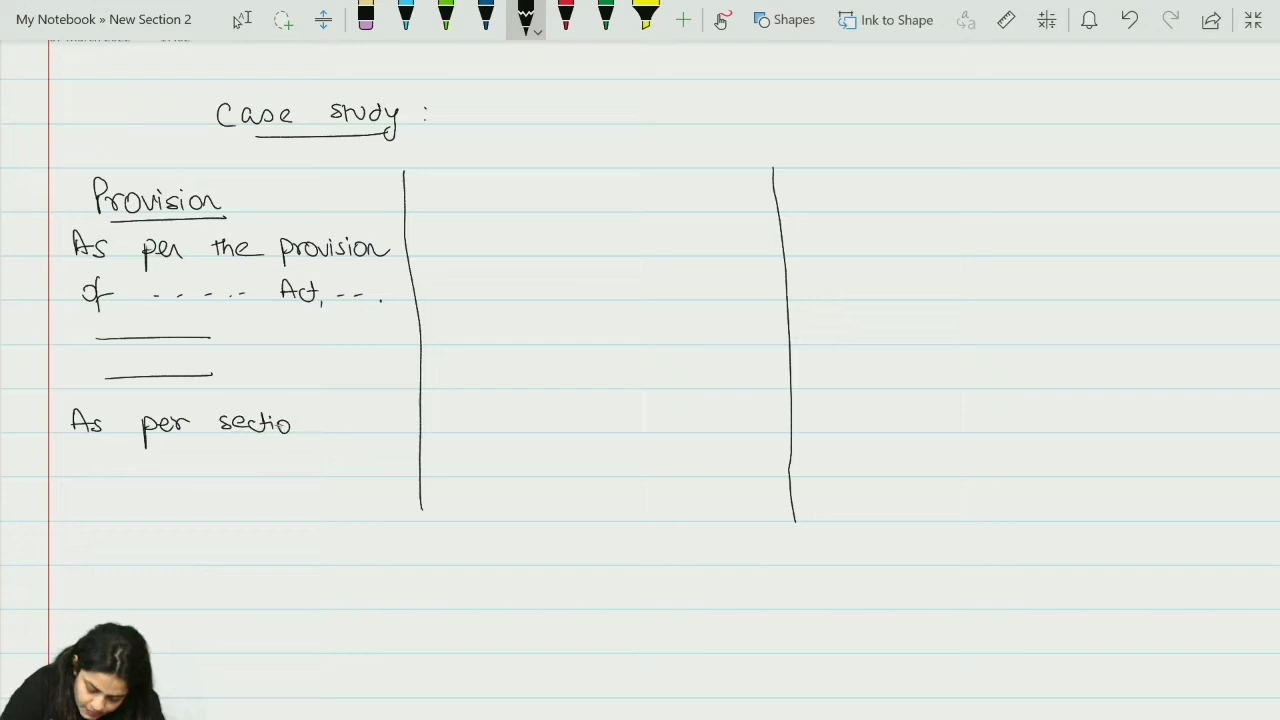 My Notebook » New Section 2
Shapes
Ink to Shape
Case study :
Provision
As per the provision
of ----- Act, -- .
As per sectio